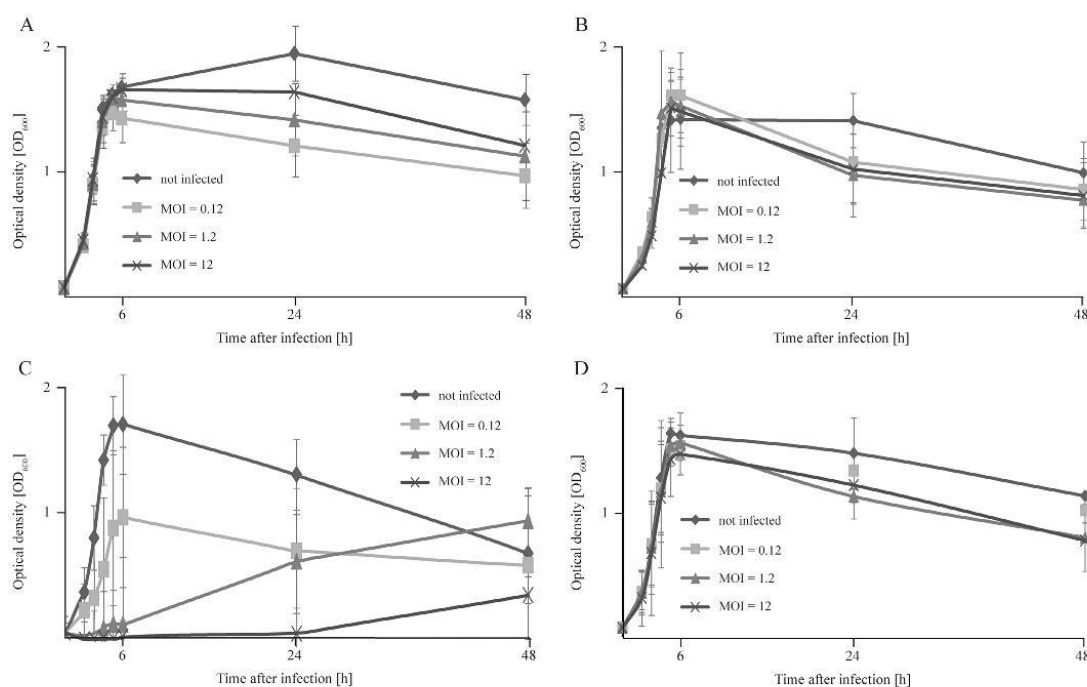 A
2
1
Optical density [OD600]
not infected
MOI = 0.12
MOI = 1.2
MOI = 12
6
24
48
Time after infection [h]
B
2
1
Optical density [OD600]
not infected
MOI = 0.12
MOI = 1.2
MOI = 12
6
24
48
Time after infection [h]
C
2
1
Optical density [OD600]
not infected
MOI = 0.12
MOI = 1.2
MOI = 12
6
24
48
Time after infection [h]
D
2
1
Optical density [OD600]
not infected
MOI = 0.12
MOI = 1.2
MOI = 12
6
24
48
Time after infection [h]